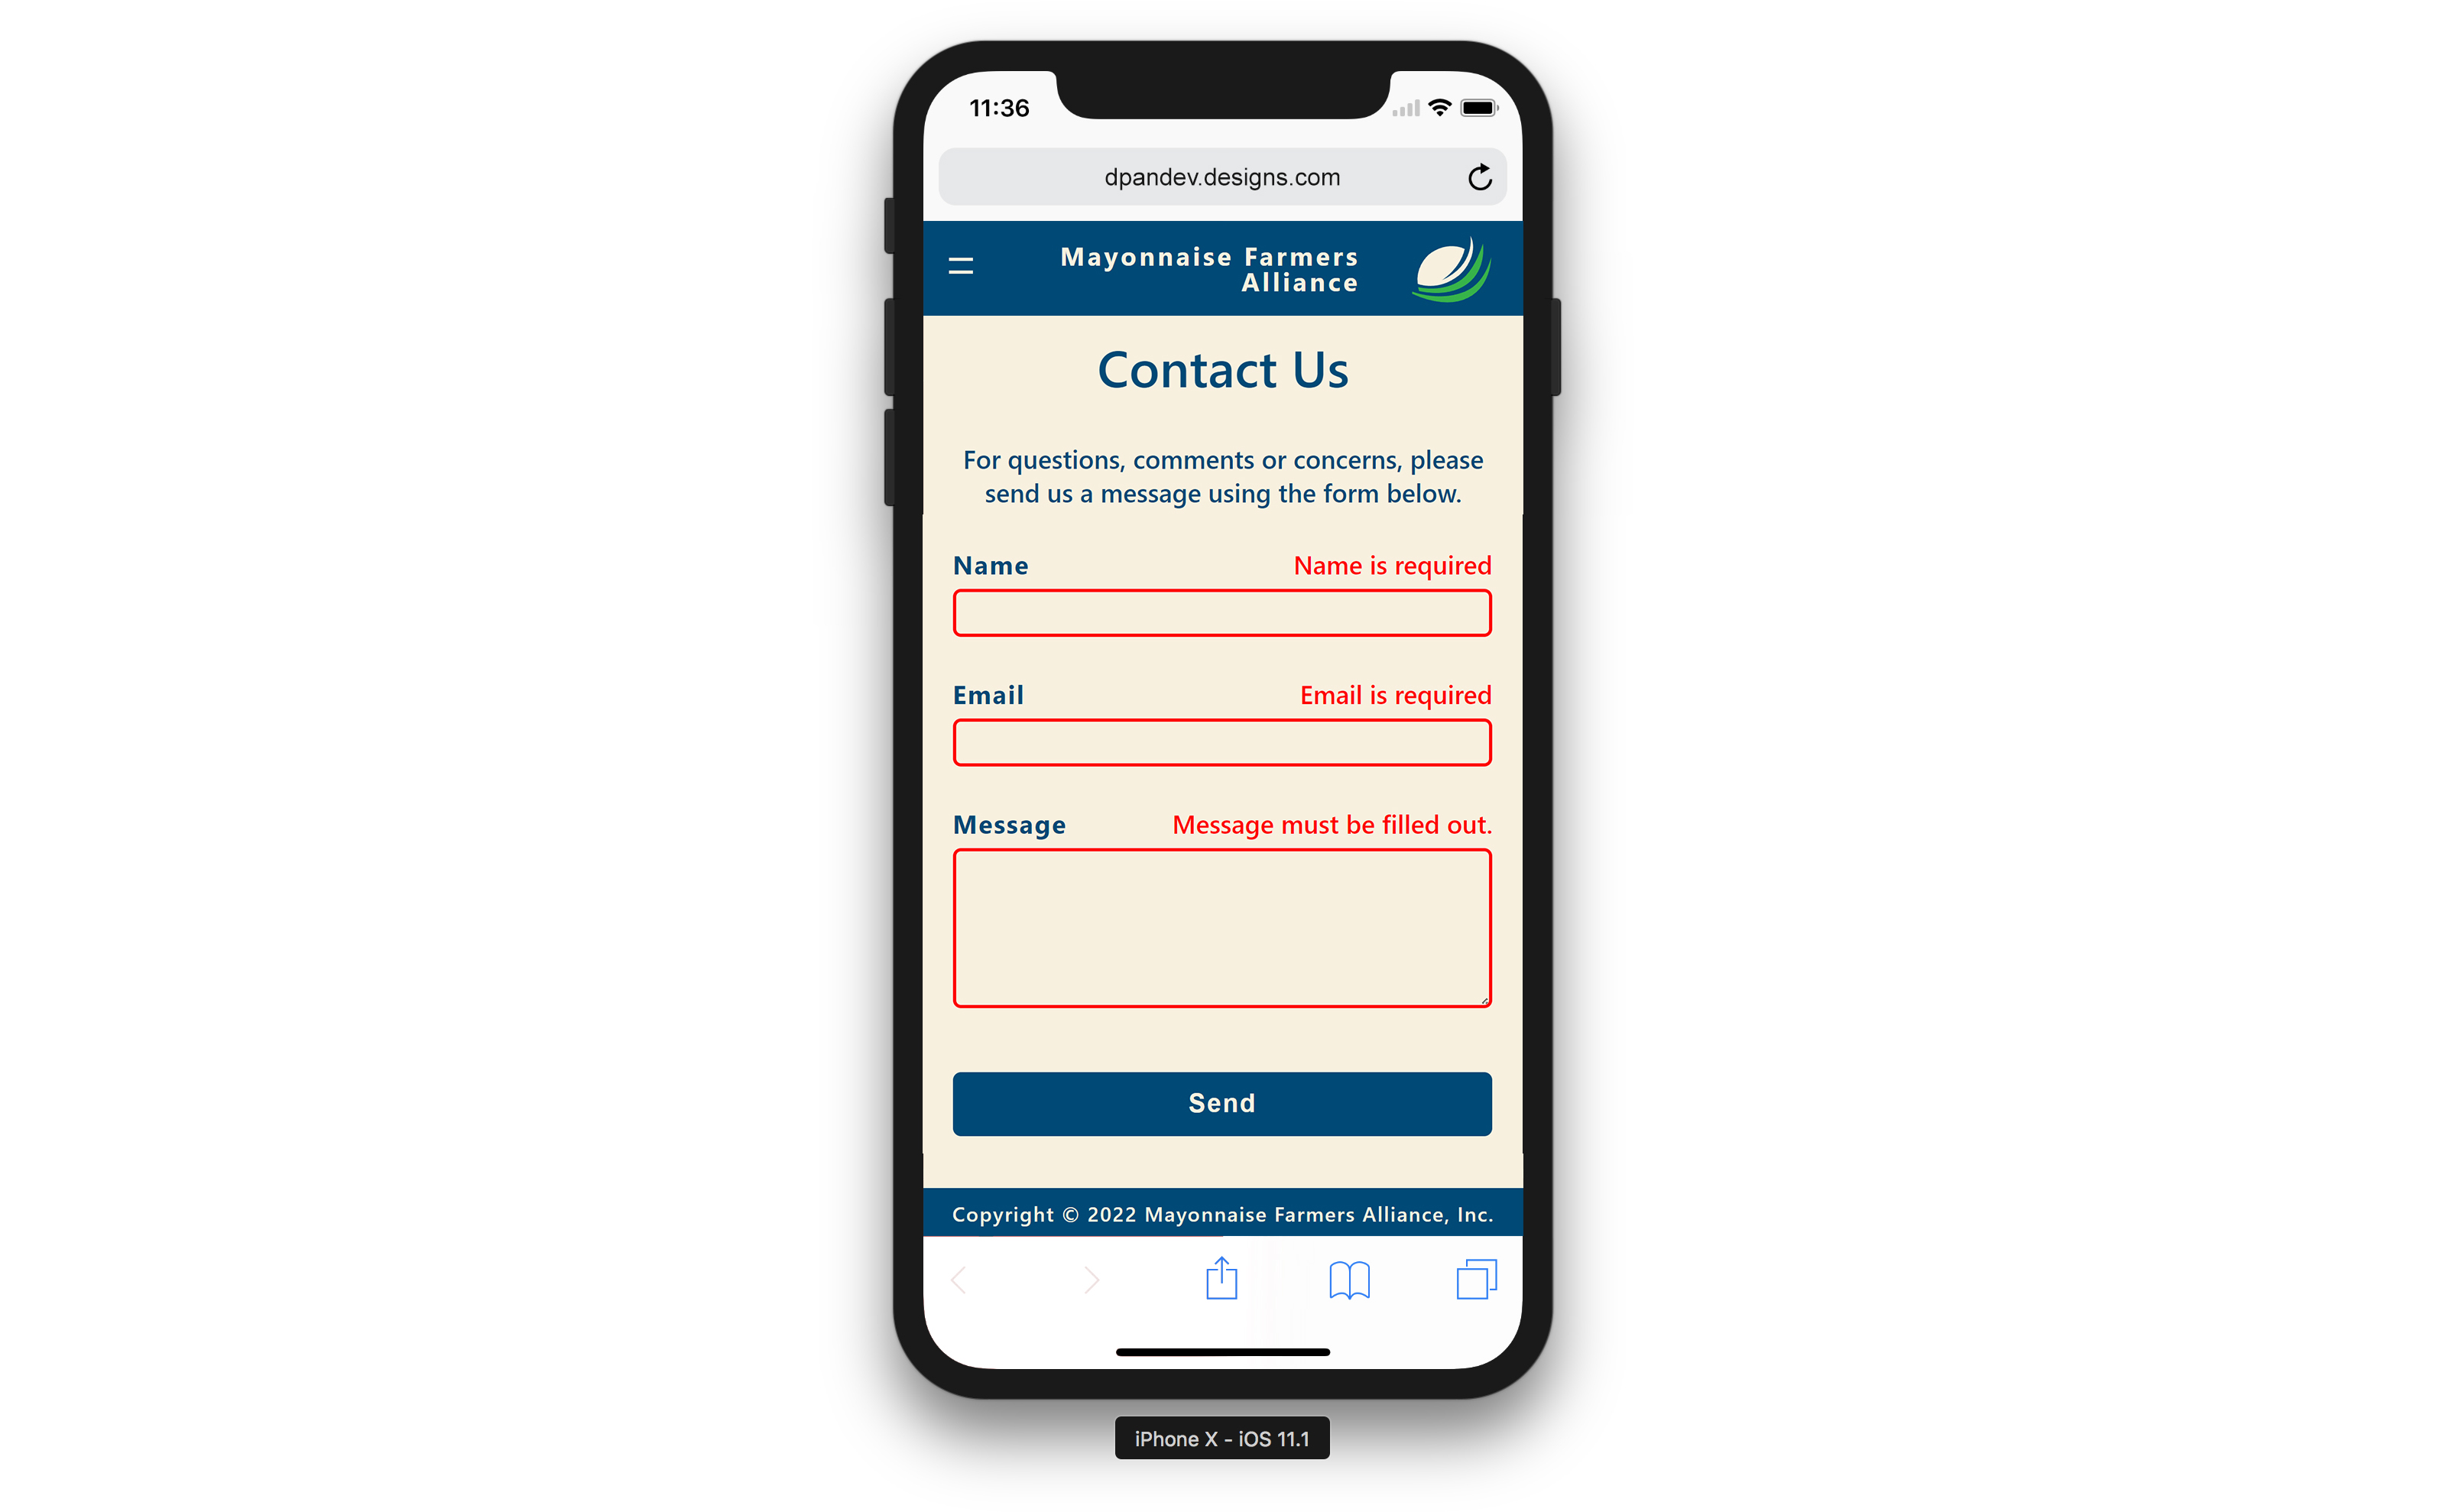 11:36
dpandev.designs.com
Mayonnaise Farmers
Alliance
Contact Us
For questions, comments or concerns, please
send us a message using the form below.
Name Name is required
Email Email is required
Message Message must be filled out.
Send
Copyright © 2022 Mayonnaise Farmers Alliance, Inc.
iPhone X - iOS 11.1